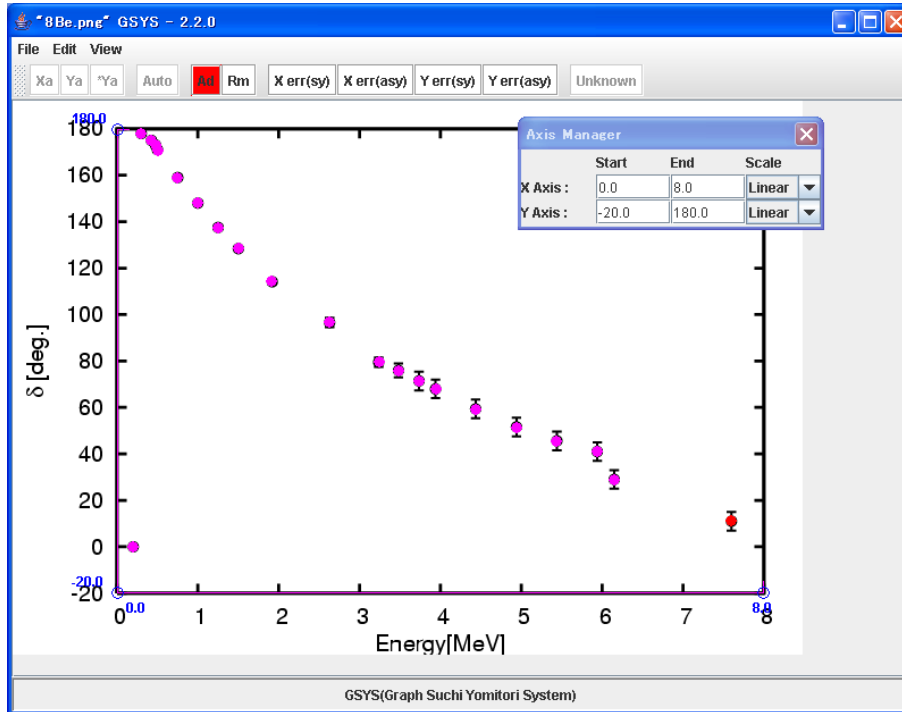 "8Be.png" GSYS - 2.2.0
File Edit View
Xa Ya "Ya Auto Ad Rm X err(sy) X err(asy) Y err(sy) Y err(asy) Unknown
Axis Manager
Start End Scale
X Axis : 0.0 8.0 Linear
Y Axis : -20.0 180.0 Linear
180.0
180
160
140
120
100
80
60
40
20
0
-20.0
-20
δ [deg.]
0.0 8.0
0 1 2 3 4 5 6 7 8
Energy[MeV]
GSYS(Graph Suchi Yomitori System)